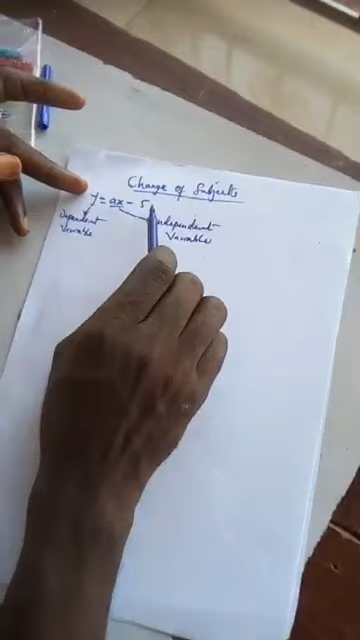 Change of Subjects
y = ax - 5
Dependent Independent
Variable Variable